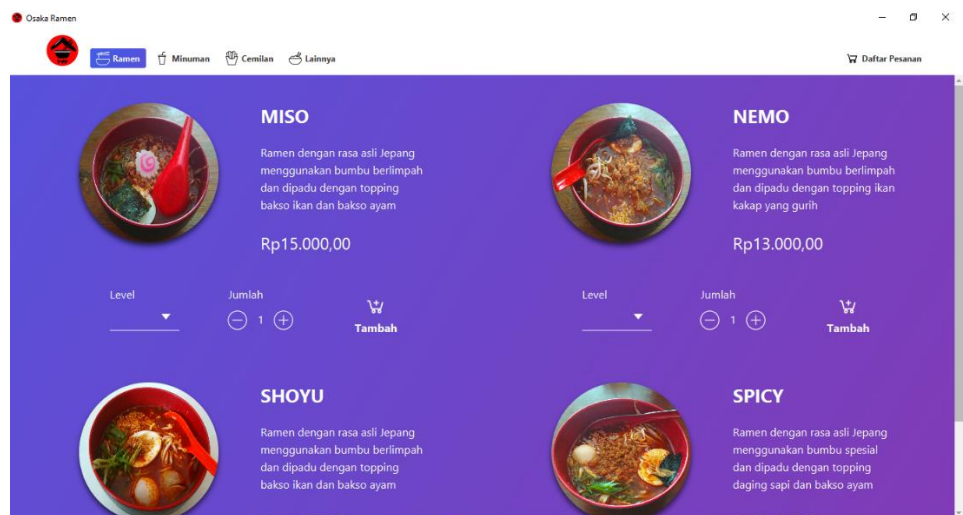 Osaka Ramen
Ramen
Minuman
Cemilan
Lainnya
Daftar Pesanan
MISO
Ramen dengan rasa asli Jepang
menggunakan bumbu berlimpah
dan dipadu dengan topping
bakso ikan dan bakso ayam
Rp15.000,00
Level
Jumlah
1
Tambah
NEMO
Ramen dengan rasa asli Jepang
menggunakan bumbu berlimpah
dan dipadu dengan topping ikan
kakap yang gurih
Rp13.000,00
Level
Jumlah
1
Tambah
SHOYU
Ramen dengan rasa asli Jepang
menggunakan bumbu berlimpah
dan dipadu dengan topping
bakso ikan dan bakso ayam
SPICY
Ramen dengan rasa asli Jepang
menggunakan bumbu spesial
dan dipadu dengan topping
daging sapi dan bakso ayam